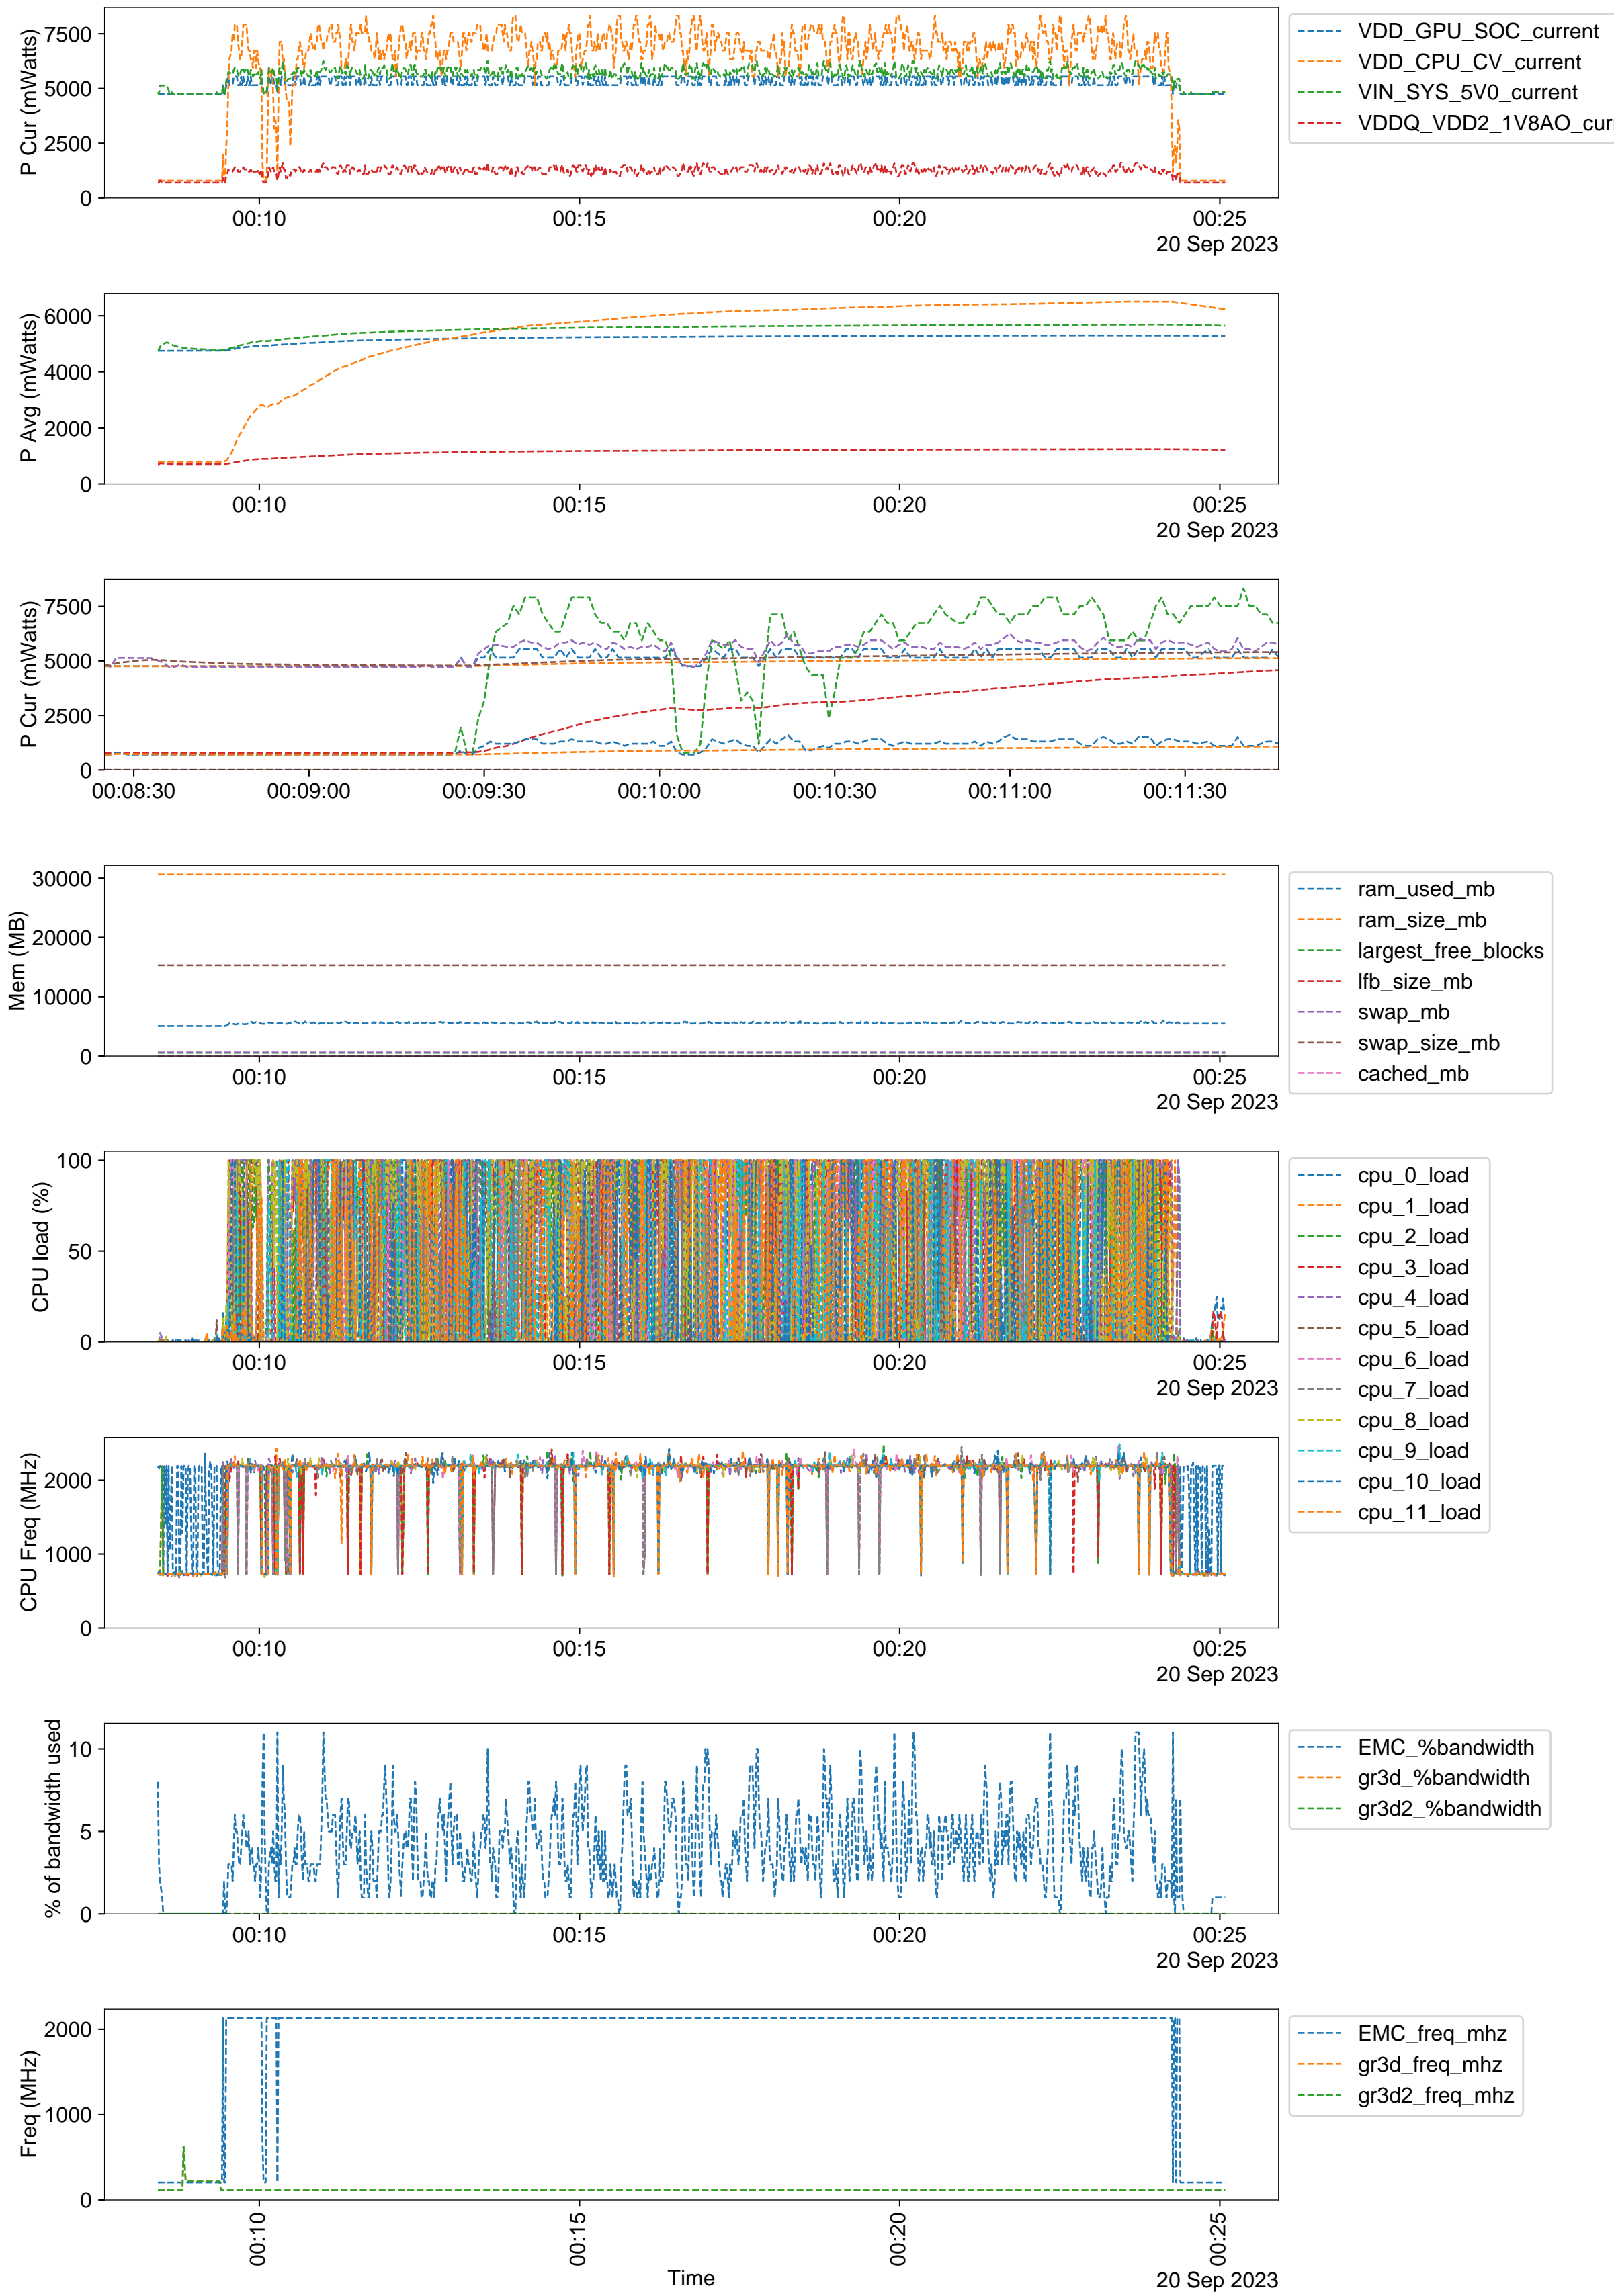 7500
5000
2500
0
P Cur (mWatts)
00:10 00:15 00:20 00:25
20 Sep 2023
VDD_GPU_SOC_current
VDD_CPU_CV_current
VIN_SYS_5V0_current
VDDQ_VDD2_1V8AO_cur
6000
4000
2000
0
P Avg (mWatts)
00:10 00:15 00:20 00:25
20 Sep 2023
7500
5000
2500
0
P Cur (mWatts)
00:08:30 00:09:00 00:09:30 00:10:00 00:10:30 00:11:00 00:11:30
30000
20000
10000
0
Mem (MB)
00:10 00:15 00:20 00:25
20 Sep 2023
ram_used_mb
ram_size_mb
largest_free_blocks
lfb_size_mb
swap_mb
swap_size_mb
cached_mb
100
50
0
CPU load (%)
00:10 00:15 00:20 00:25
20 Sep 2023
cpu_0_load
cpu_1_load
cpu_2_load
cpu_3_load
cpu_4_load
cpu_5_load
cpu_6_load
cpu_7_load
cpu_8_load
cpu_9_load
cpu_10_load
cpu_11_load
2000
1000
0
CPU Freq (MHz)
00:10 00:15 00:20 00:25
20 Sep 2023
10
5
0
% of bandwidth used
00:10 00:15 00:20 00:25
20 Sep 2023
EMC_%bandwidth
gr3d_%bandwidth
gr3d2_%bandwidth
2000
1000
0
Freq (MHz)
00:10 00:15 00:20 00:25
Time
20 Sep 2023
EMC_freq_mhz
gr3d_freq_mhz
gr3d2_freq_mhz